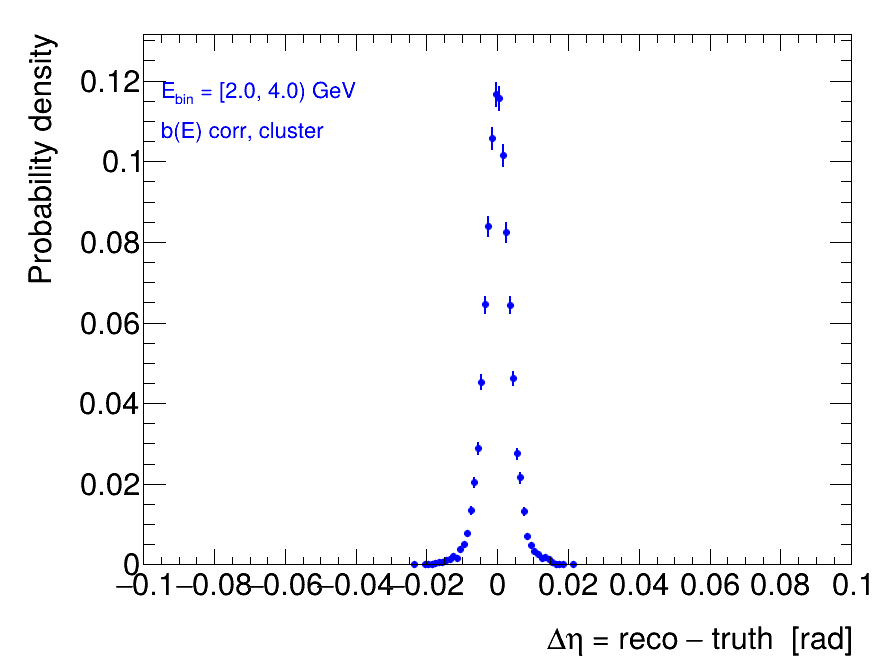 Probability density
0.12
0.1
0.08
0.06
0.04
0.02
0
E_bin = [2.0, 4.0) GeV
b(E) corr, cluster
−0.1 −0.08 −0.06 −0.04 −0.02 0 0.02 0.04 0.06 0.08 0.1
Δη = reco − truth [rad]